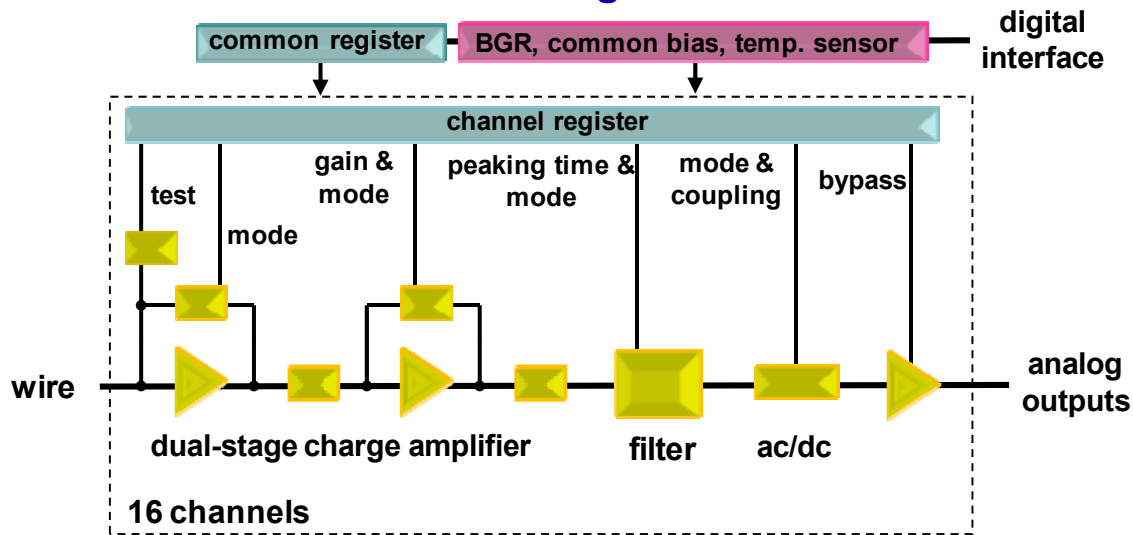 common register
BGR, common bias, temp. sensor
digital
interface
channel register
test
mode
gain &
mode
peaking time &
mode
mode &
coupling
bypass
wire
analog
outputs
dual-stage charge amplifier
filter
ac/dc
16 channels